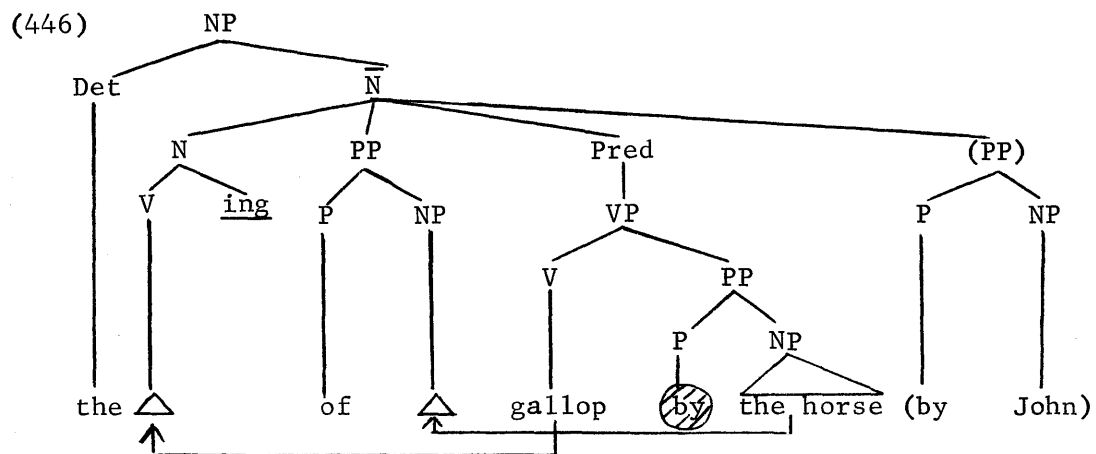 (446) NP
Det N̅
N PP Pred (PP)
V ing P NP VP P NP
V PP
P NP
the of gallop by the horse (by John)